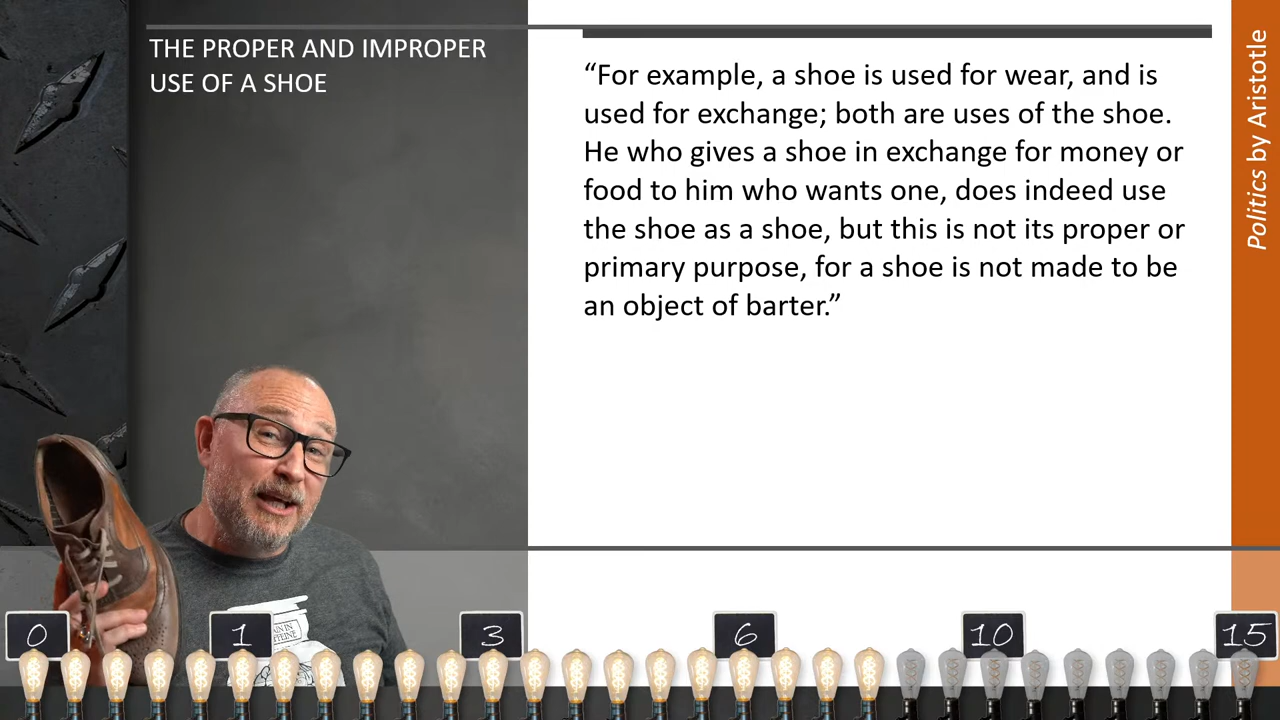 THE PROPER AND IMPROPER
USE OF A SHOE
“For example, a shoe is used for wear, and is
used for exchange; both are uses of the shoe.
He who gives a shoe in exchange for money or
food to him who wants one, does indeed use
the shoe as a shoe, but this is not its proper or
primary purpose, for a shoe is not made to be
an object of barter.”
Politics by Aristotle
0
1
3
6
10
15